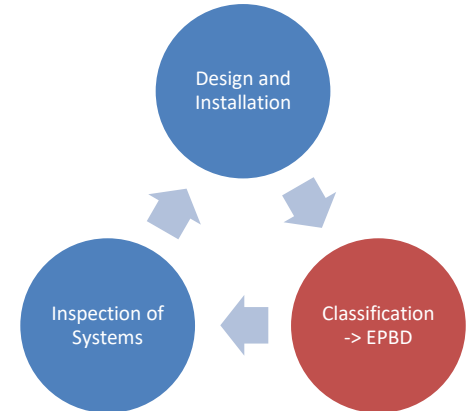 Design and
Installation
Inspection of
Systems
Classification
-> EPBD